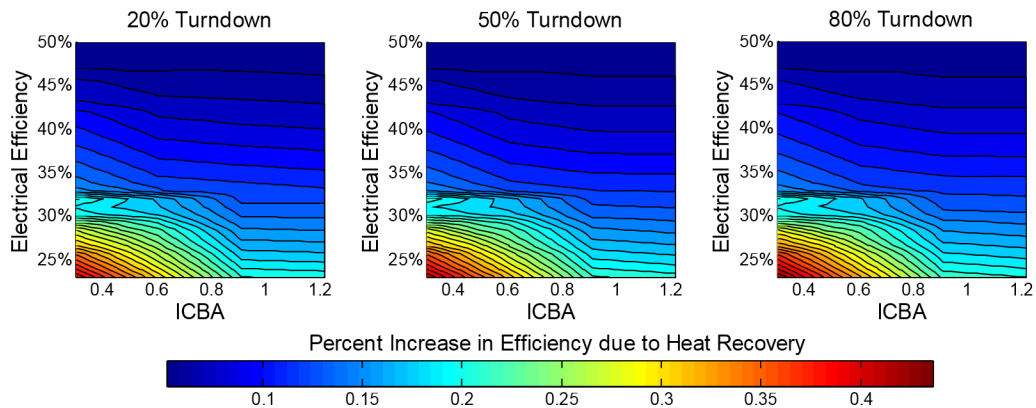 20% Turndown
50% Turndown
80% Turndown
Electrical Efficiency
50%
45%
40%
35%
30%
25%
0.4 0.6 0.8 1 1.2
ICBA
Electrical Efficiency
50%
45%
40%
35%
30%
25%
0.4 0.6 0.8 1 1.2
ICBA
Electrical Efficiency
50%
45%
40%
35%
30%
25%
0.4 0.6 0.8 1 1.2
ICBA
Percent Increase in Efficiency due to Heat Recovery
0.1 0.15 0.2 0.25 0.3 0.35 0.4